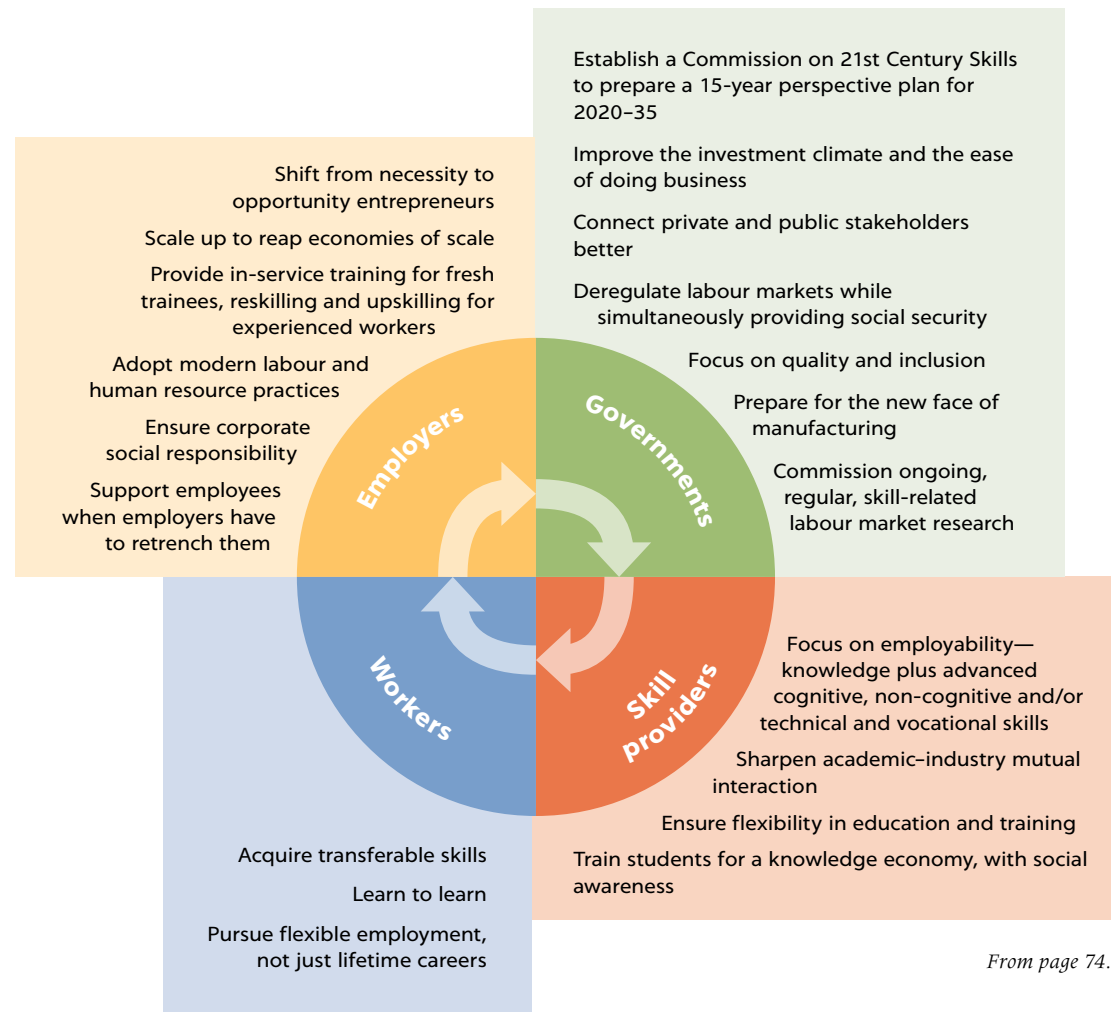 Establish a Commission on 21st Century Skills
to prepare a 15-year perspective plan for
2020–35
Improve the investment climate and the ease
of doing business
Connect private and public stakeholders
better
Deregulate labour markets while
simultaneously providing social security
Focus on quality and inclusion
Prepare for the new face of
manufacturing
Commission ongoing,
regular, skill-related
labour market research
Shift from necessity to
opportunity entrepreneurs
Scale up to reap economies of scale
Provide in-service training for fresh
trainees, reskilling and upskilling for
experienced workers
Adopt modern labour and
human resource practices
Ensure corporate
social responsibility
Support employees
when employers have
to retrench them
Employers
Governments
Workers
Skill
providers
Focus on employability—
knowledge plus advanced
cognitive, non-cognitive and/or
technical and vocational skills
Sharpen academic–industry mutual
interaction
Ensure flexibility in education and training
Train students for a knowledge economy, with social
awareness
Acquire transferable skills
Learn to learn
Pursue flexible employment,
not just lifetime careers
From page 74.